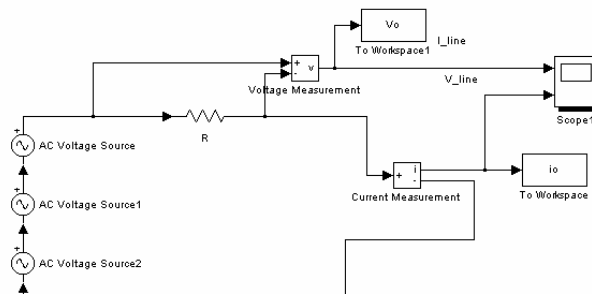 Vo
To Workspace1
I_line
+
-
v
Voltage Measurement
V_line
Scope1
+
AC Voltage Source
R
+
i
-
Current Measurement
io
To Workspace
+
AC Voltage Source1
+
AC Voltage Source2